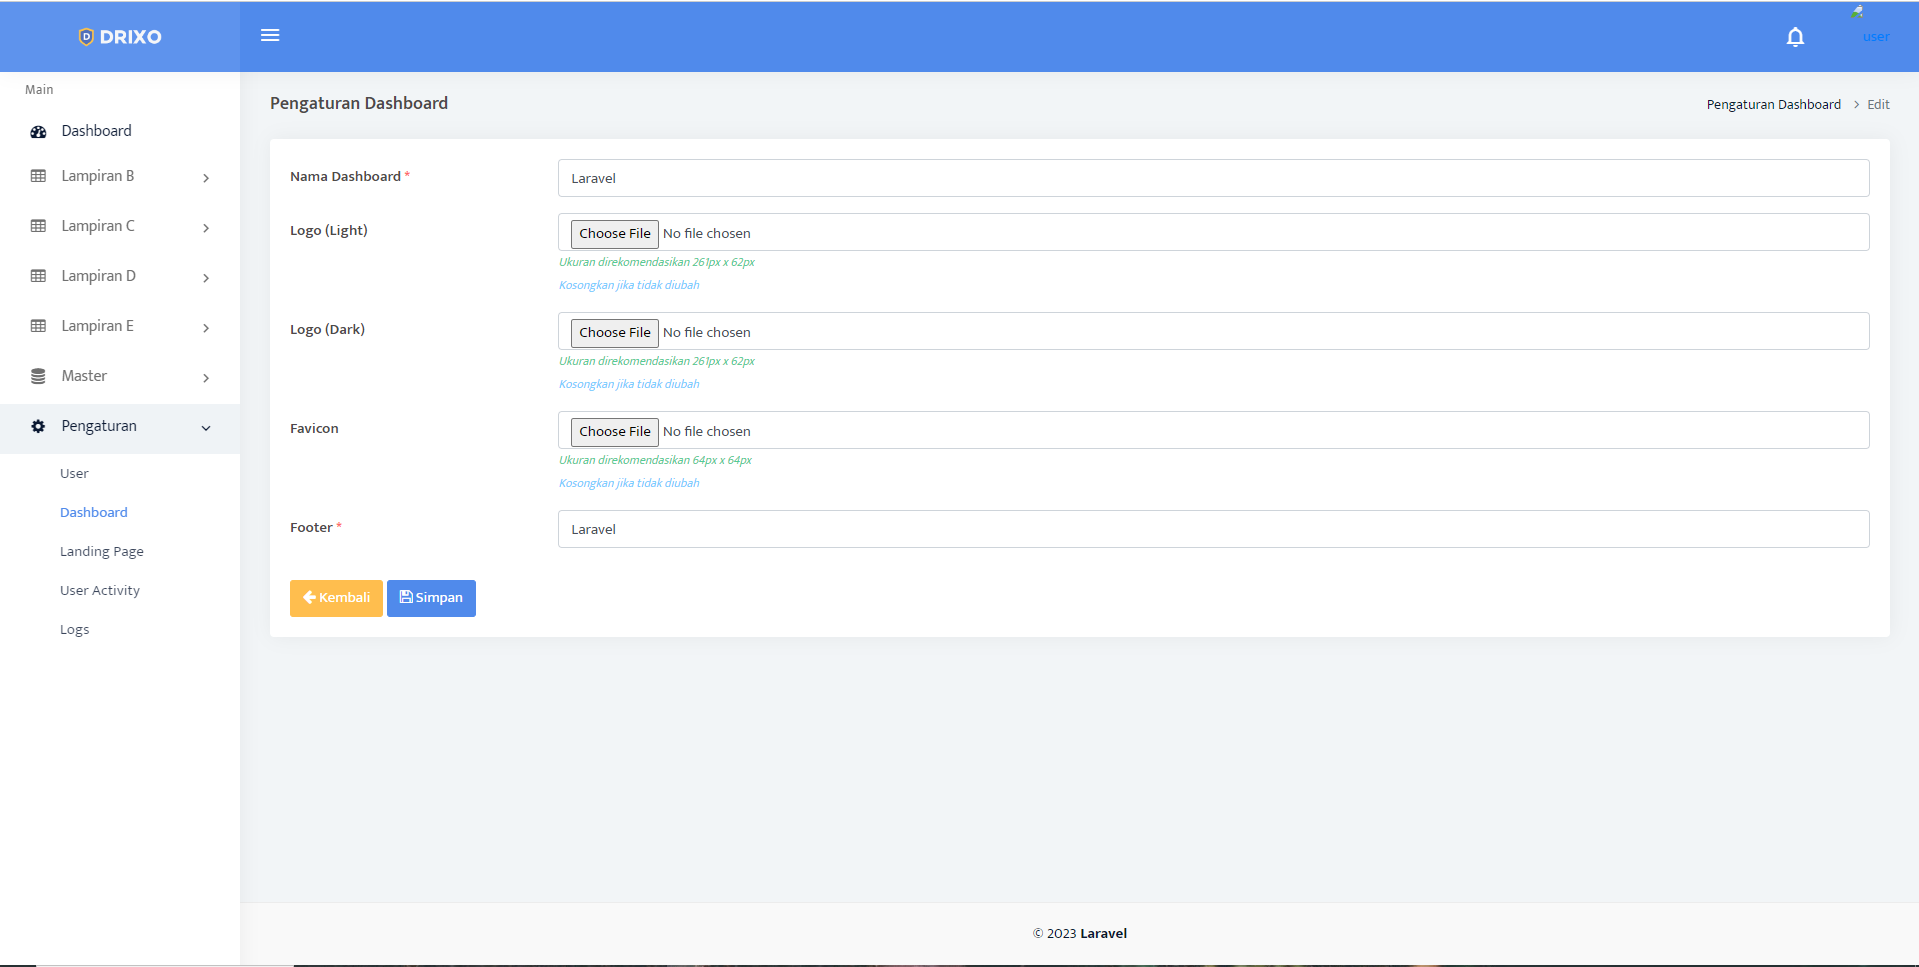 DRIXO
user
Main
Dashboard
Lampiran B
Lampiran C
Lampiran D
Lampiran E
Master
Pengaturan
User
Dashboard
Landing Page
User Activity
Logs
Pengaturan Dashboard
Pengaturan Dashboard > Edit
Nama Dashboard *
Laravel
Logo (Light)
Choose File No file chosen
Ukuran direkomendasikan 261px x 62px
Kosongkan jika tidak diubah
Logo (Dark)
Choose File No file chosen
Ukuran direkomendasikan 261px x 62px
Kosongkan jika tidak diubah
Favicon
Choose File No file chosen
Ukuran direkomendasikan 64px x 64px
Kosongkan jika tidak diubah
Footer *
Laravel
Kembali Simpan
© 2023 Laravel